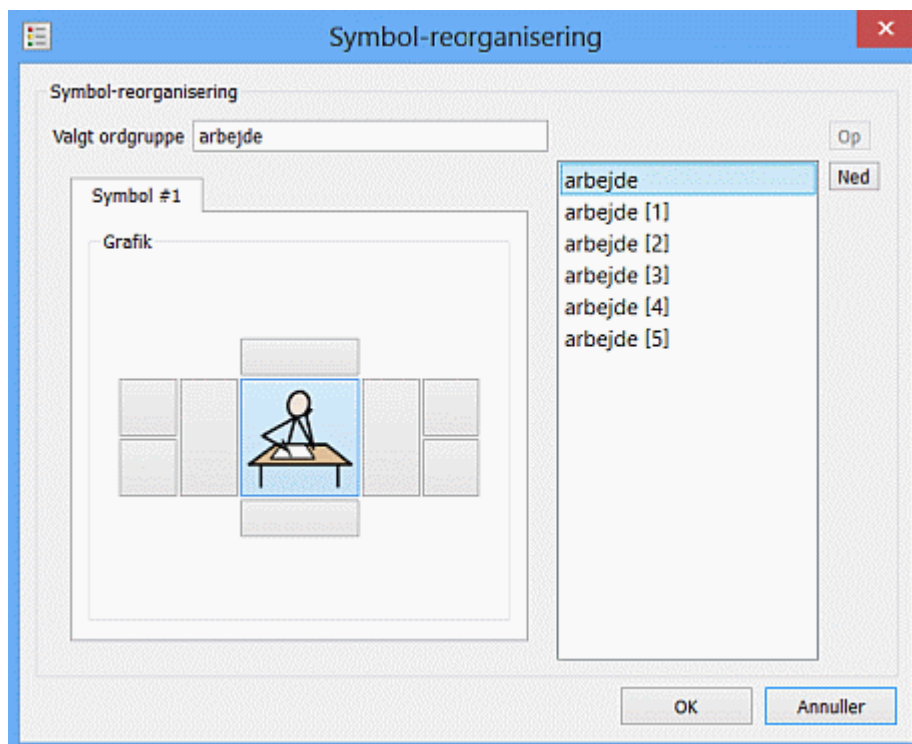 Symbol-reorganisering
Symbol-reorganisering
Valgt ordgruppe arbejde
Op
Ned
Symbol #1
Grafik
arbejde
arbejde [1]
arbejde [2]
arbejde [3]
arbejde [4]
arbejde [5]
OK Annuller